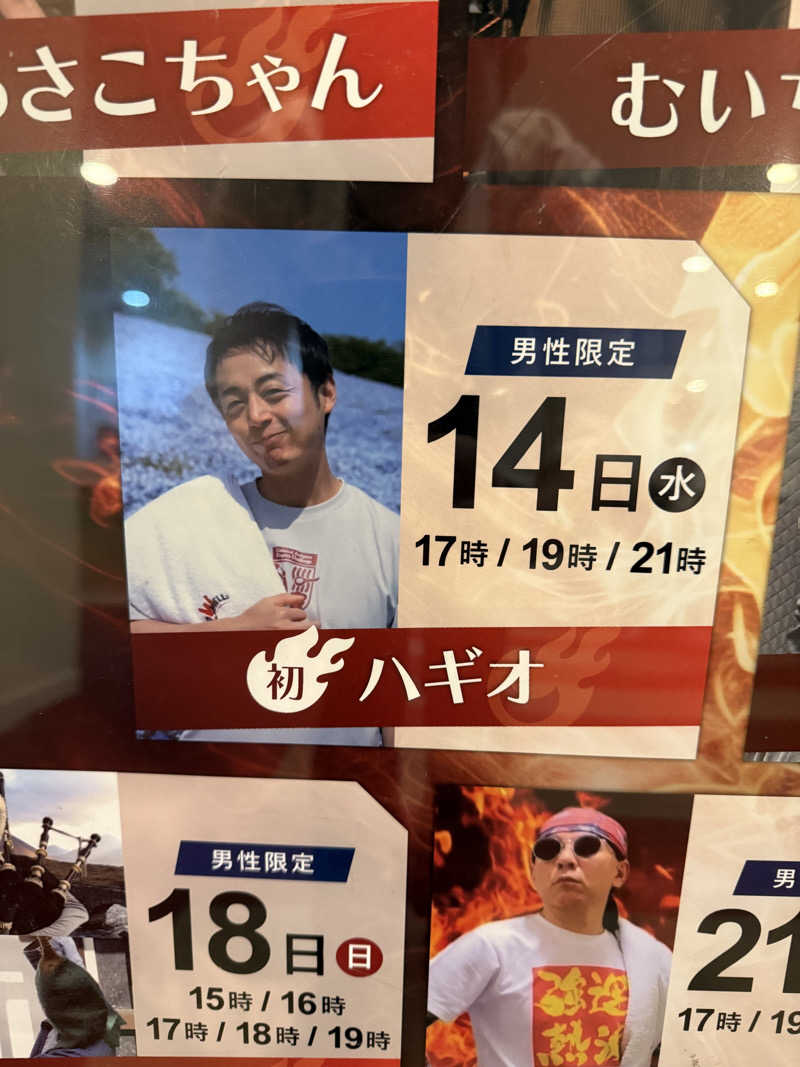 さこちゃん
むい
男性限定
14日 水
17時 / 19時 / 21時
初 ハギオ
男性限定
18日 日
15時 / 16時
17時 / 18時 / 19時
男
21
17時 / 19
熱